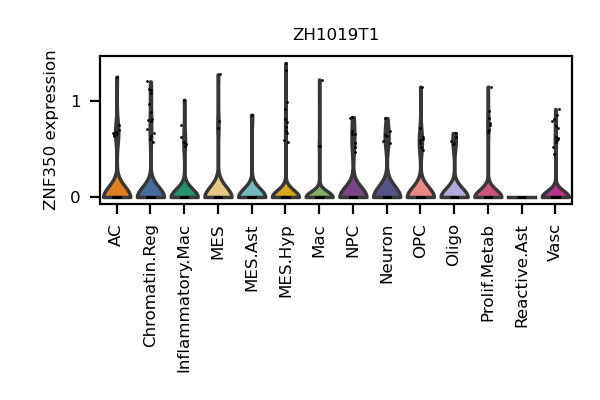 ZH1019T1
ZNF350 expression
1
0
AC
Chromatin.Reg
Inflammatory.Mac
MES
MES.Ast
MES.Hyp
Mac
NPC
Neuron
OPC
Oligo
Prolif.Metab
Reactive.Ast
Vasc